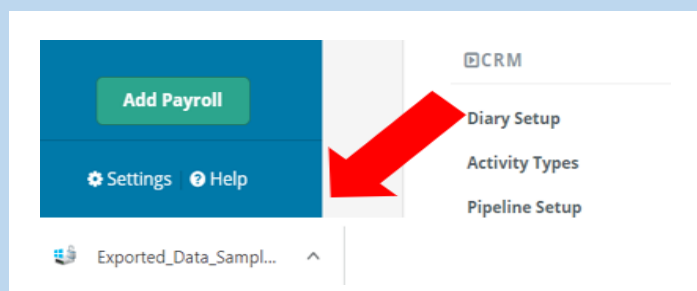 Add Payroll
Settings
Help
Exported_Data_Sampl...
CRM
Diary Setup
Activity Types
Pipeline Setup